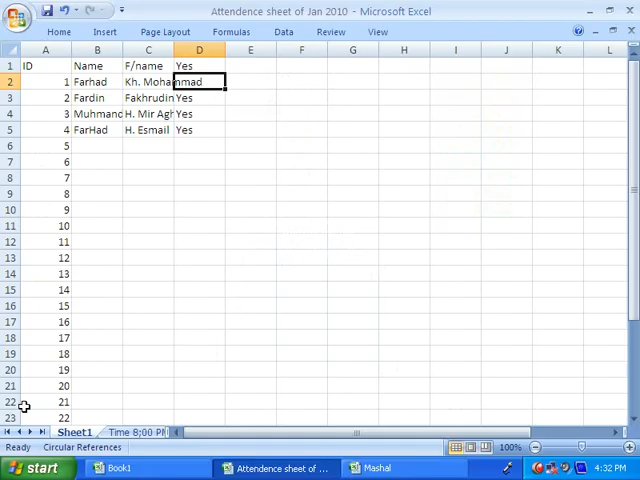 Attendence sheet of Jan 2010 - Microsoft Excel
Home Insert Page Layout Formulas Data Review View
A B C D E F G H I J K L
1 ID Name F/name Yes
2 1 Farhad Kh. Mohammad
3 2 Fardin Fakhrudin Yes
4 3 Muhmand H. Mir Agh Yes
5 4 FarHad H. Esmail Yes
6 5
7 6
8 7
9 8
10 9
11 10
12 11
13 12
14 13
15 14
16 15
17 16
18 17
19 18
20 19
21 20
22 21
23 22
Sheet1 Time 8;00 PM
Ready Circular References 100%
start Book1 Attendence sheet of ... Mashal 4:32 PM